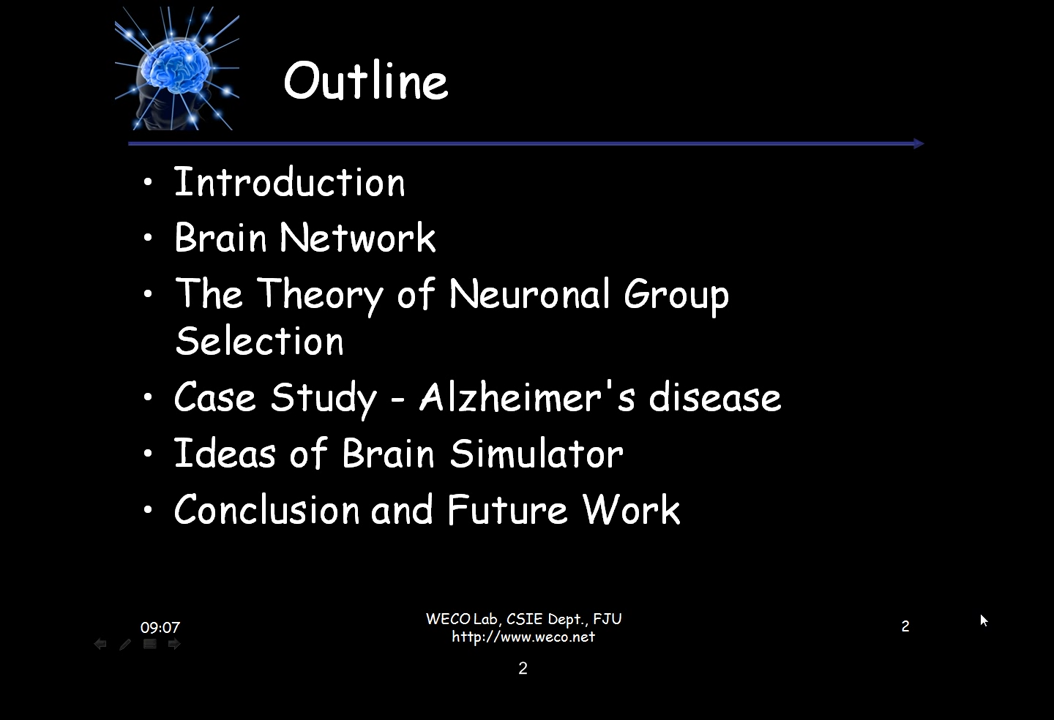 Outline
• Introduction
• Brain Network
• The Theory of Neuronal Group
Selection
• Case Study - Alzheimer's disease
• Ideas of Brain Simulator
• Conclusion and Future Work
09:07
WECO Lab, CSIE Dept., FJU
http://www.weco.net
2
2